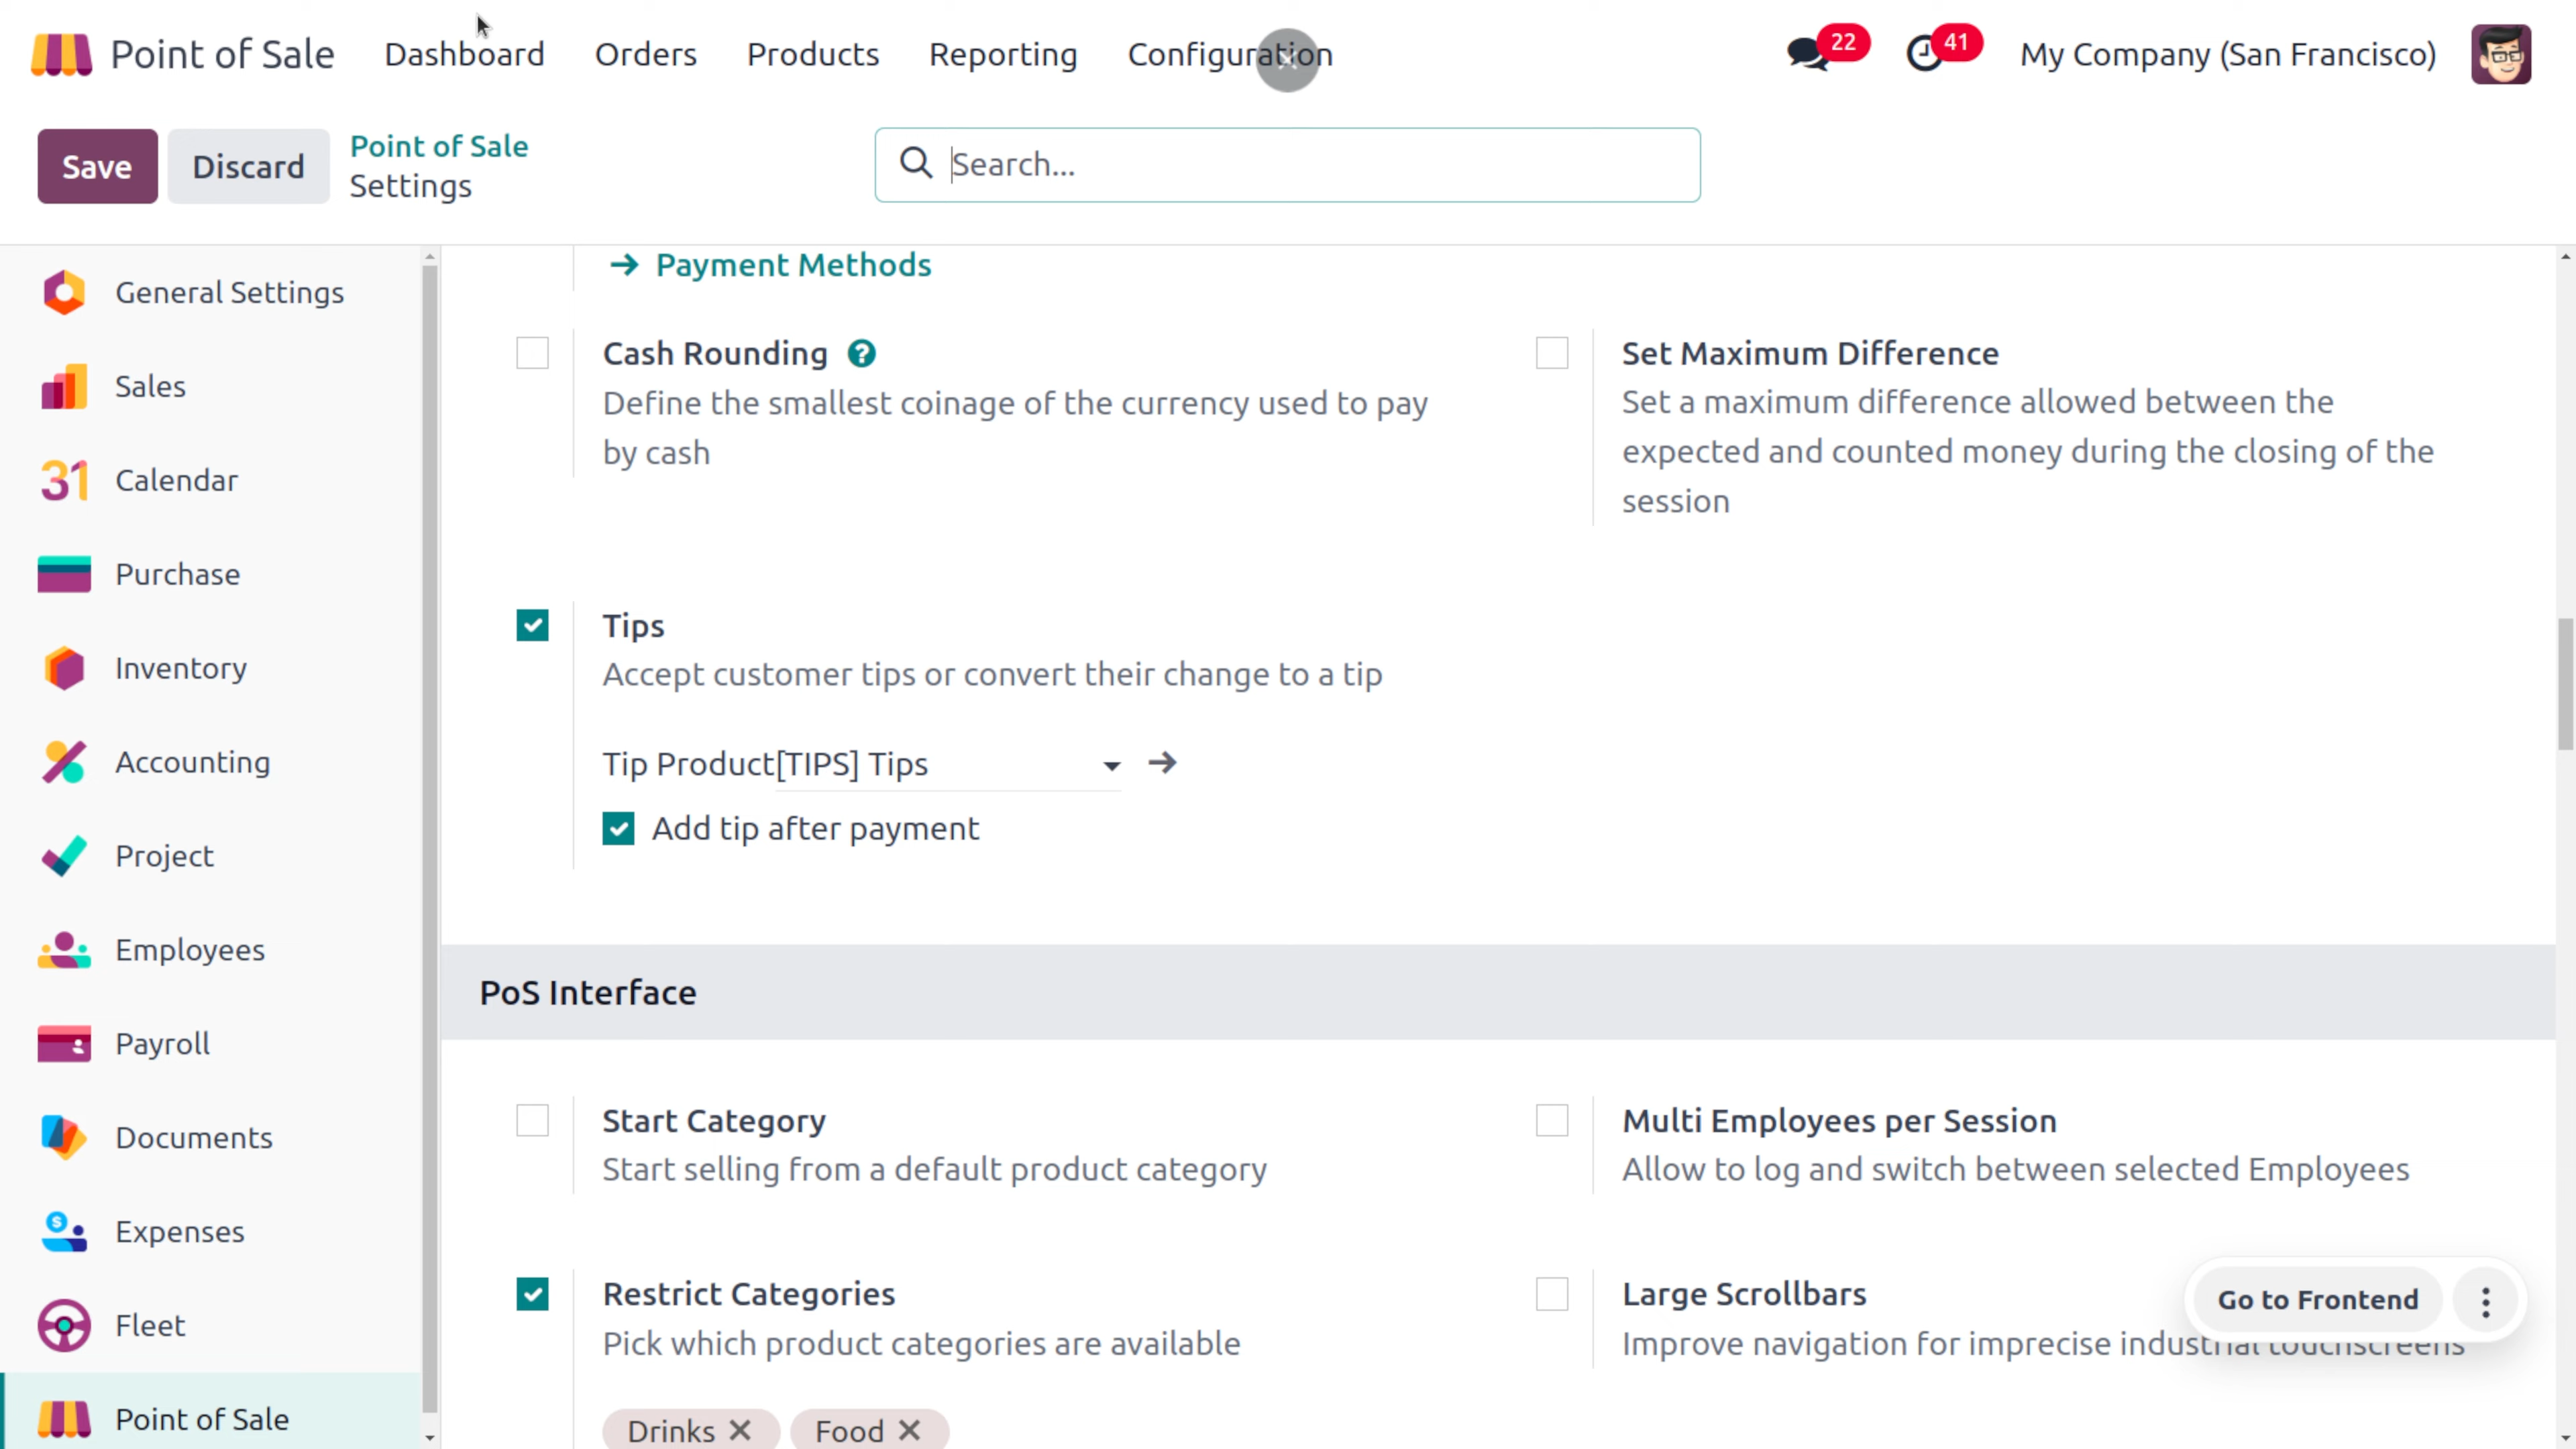 Point of Sale Dashboard Orders Products Reporting Configuration 22 41 My Company (San Francisco)
Save Discard Point of Sale
Settings
Search...
General Settings
Sales
31 Calendar
Purchase
Inventory
Accounting
Project
Employees
Payroll
Documents
$ Expenses
Fleet
Point of Sale
→ Payment Methods
Cash Rounding ?
Define the smallest coinage of the currency used to pay
by cash
Set Maximum Difference
Set a maximum difference allowed between the
expected and counted money during the closing of the
session
Tips
Accept customer tips or convert their change to a tip
Tip Product [TIPS] Tips
Add tip after payment
PoS Interface
Start Category
Start selling from a default product category
Multi Employees per Session
Allow to log and switch between selected Employees
Restrict Categories
Pick which product categories are available
Drinks × Food ×
Large Scrollbars
Improve navigation for imprecise industrial touchscreens
Go to Frontend